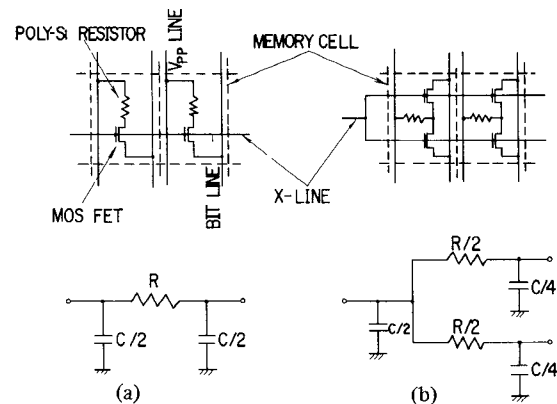 POLY-Si RESISTOR
VPP LINE
MEMORY CELL
MOS FET
BIT LINE
X-LINE
R
C/2
C/2
(a)
R/2
C/4
C/2
R/2
C/4
(b)